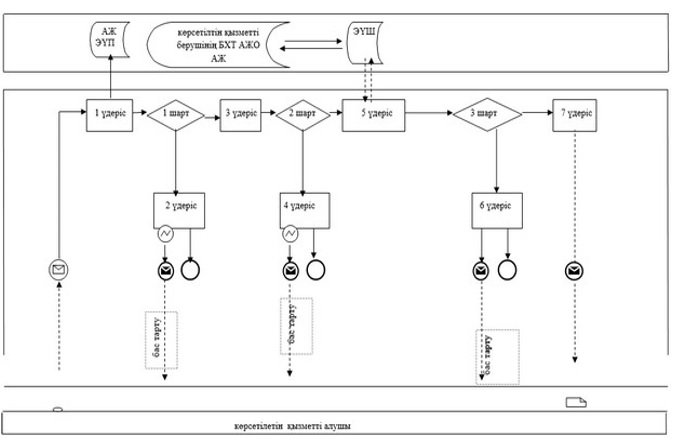 АЖ
ЭҮП
көрсетілтін қызметті
берушінің БХТ АЖО
АЖ
ЭҮШ
1 үдеріс
1 шарт
3 үдеріс
2 шарт
5 үдеріс
3 шарт
7 үдеріс
2 үдеріс
4 үдеріс
6 үдеріс
бас тарту
бас тарту
бас тарту
көрсетілетін қызметті алушы